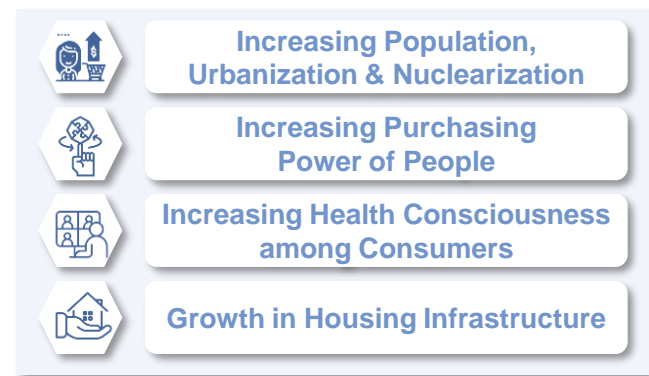 Increasing Population,
Urbanization & Nuclearization
Increasing Purchasing
Power of People
Increasing Health Consciousness
among Consumers
Growth in Housing Infrastructure